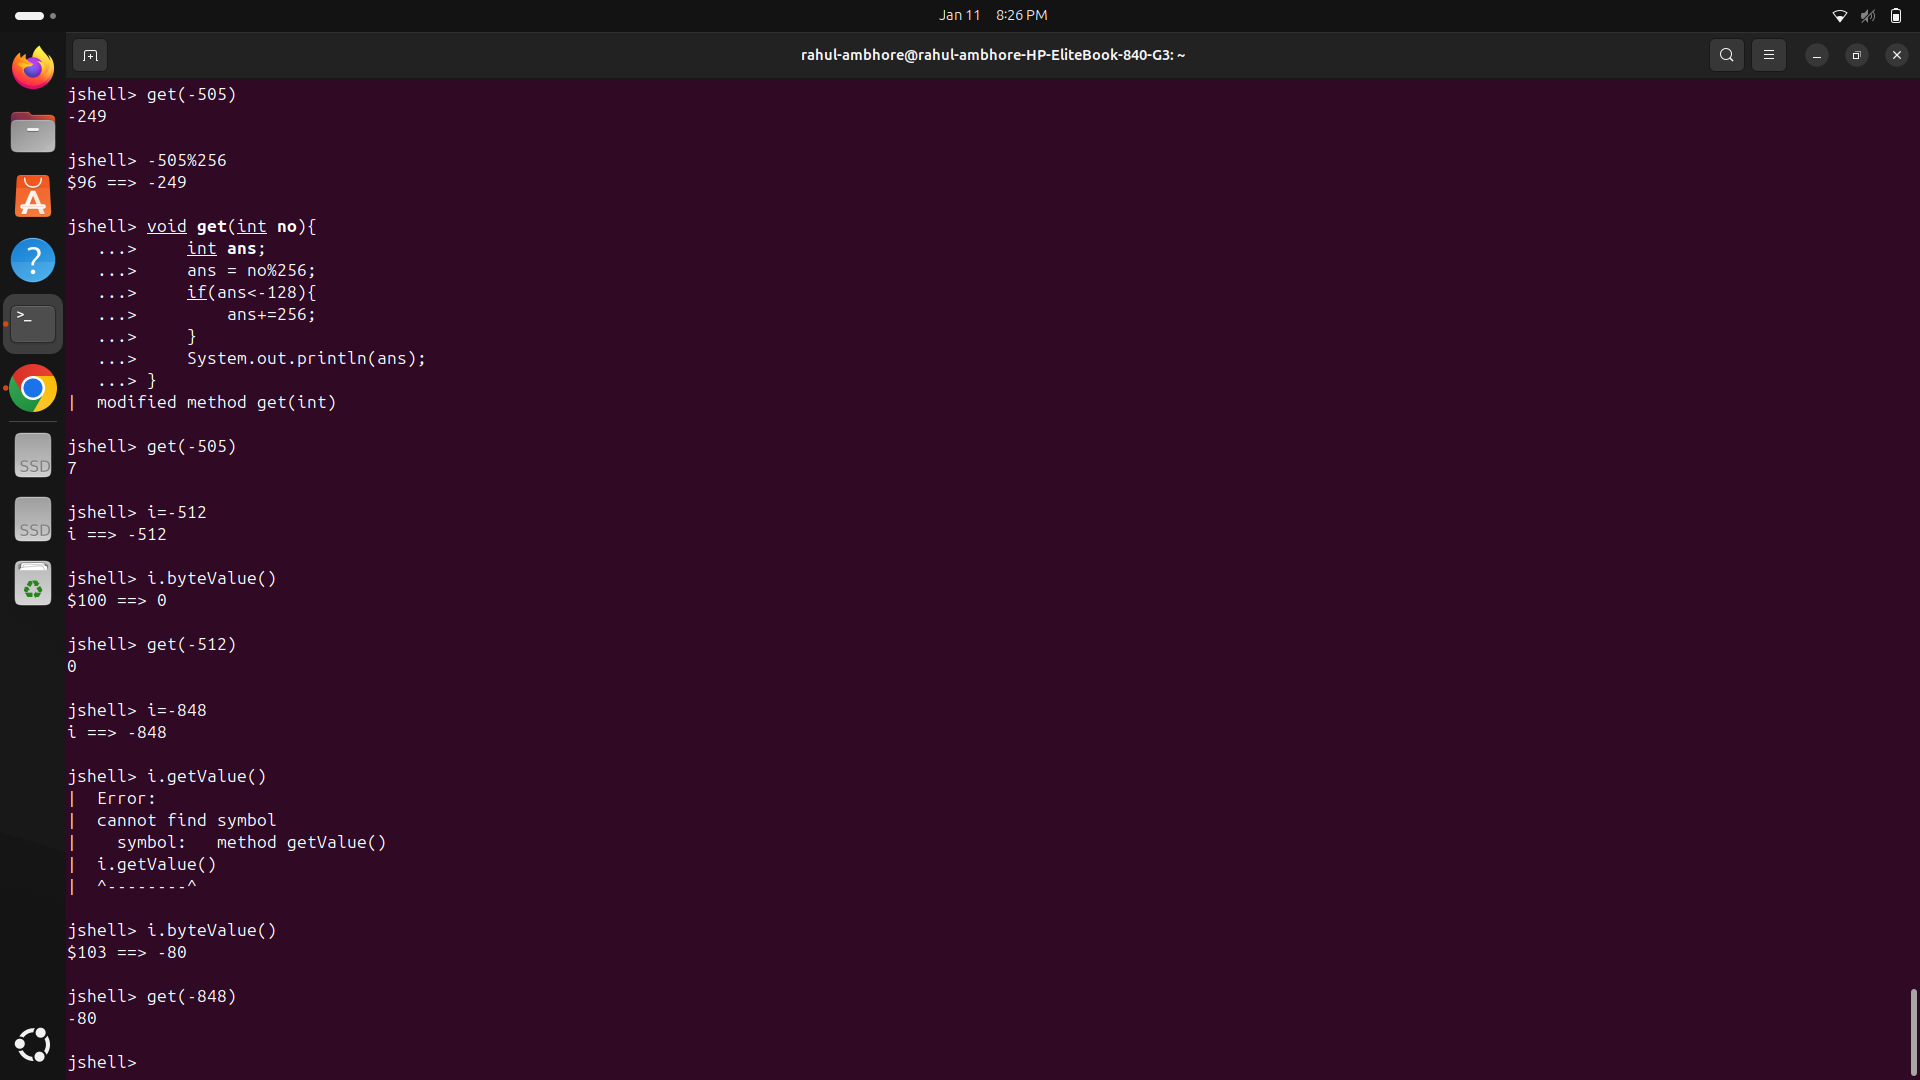 Jan 11 8:26 PM
rahul-ambhore@rahul-ambhore-HP-EliteBook-840-G3: ~
jshell> get(-505)
-249
jshell> -505%256
$96 ==> -249
jshell> void get(int no){
   ...>     int ans;
   ...>     ans = no%256;
   ...>     if(ans<-128){
   ...>         ans+=256;
   ...>     }
   ...>     System.out.println(ans);
   ...> }
|  modified method get(int)
jshell> get(-505)
7
jshell> i=-512
i ==> -512
jshell> i.byteValue()
$100 ==> 0
jshell> get(-512)
0
jshell> i=-848
i ==> -848
jshell> i.getValue()
|  Error:
|  cannot find symbol
|    symbol:   method getValue()
|  i.getValue()
|  ^--------^
jshell> i.byteValue()
$103 ==> -80
jshell> get(-848)
-80
jshell>
SSD
SSD